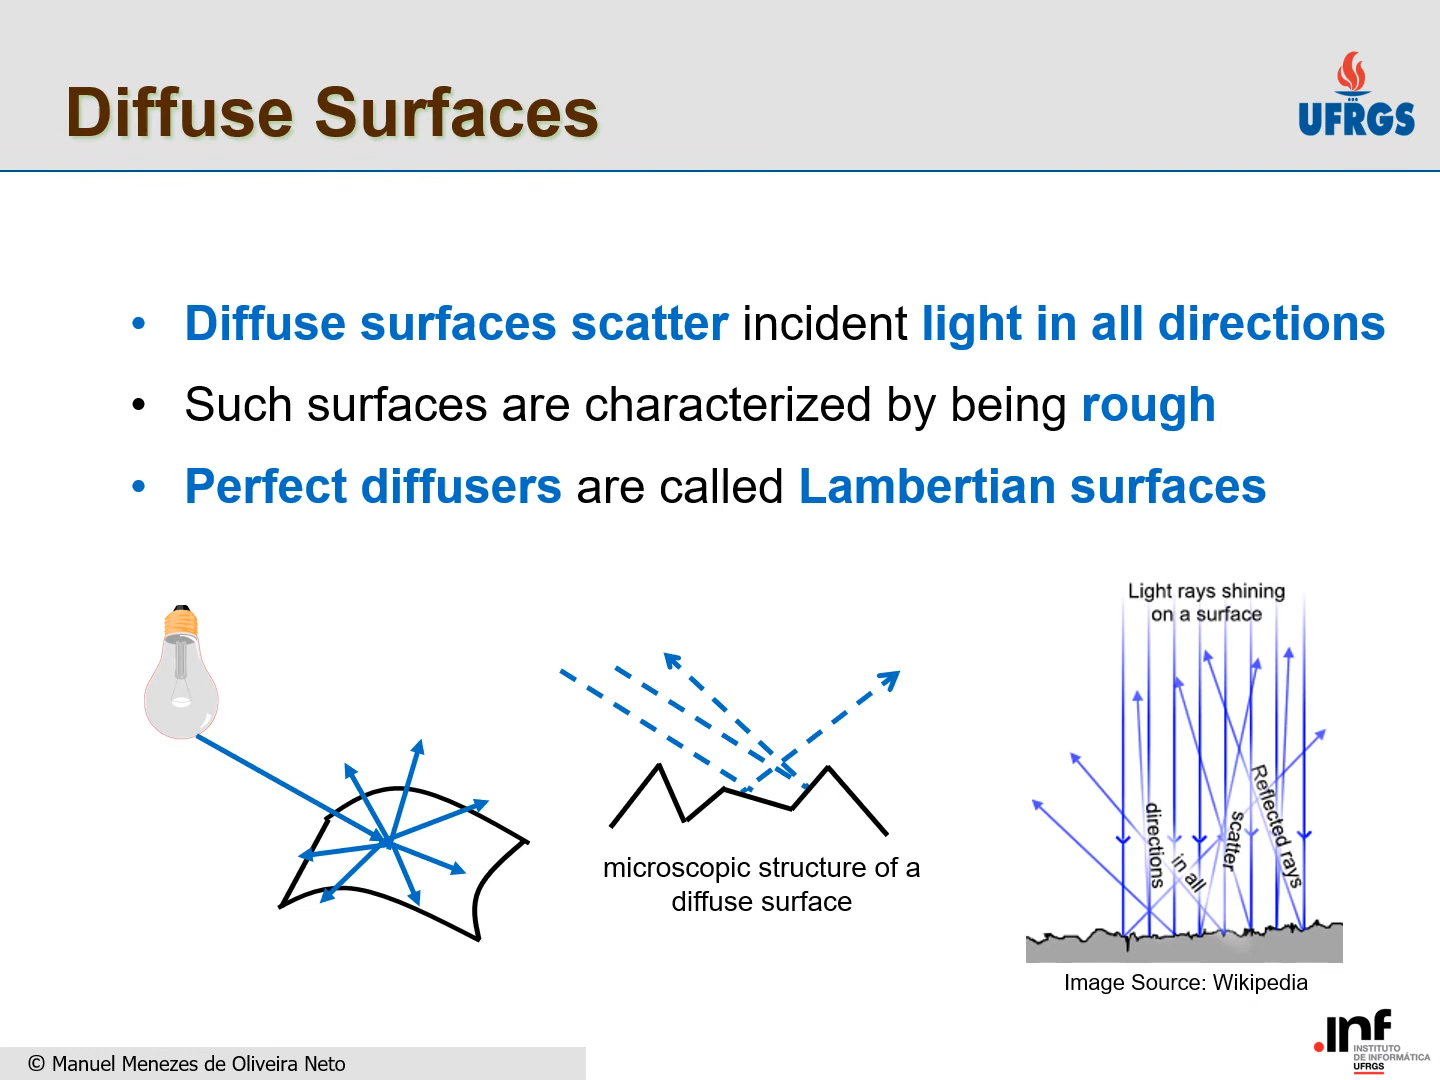 Diffuse Surfaces
UFRGS
• Diffuse surfaces scatter incident light in all directions
• Such surfaces are characterized by being rough
• Perfect diffusers are called Lambertian surfaces
microscopic structure of a
diffuse surface
Light rays shining
on a surface
Reflected rays
scatter
in all
directions
Image Source: Wikipedia
© Manuel Menezes de Oliveira Neto
.inf
INSTITUTO
DE INFORMÁTICA
UFRGS